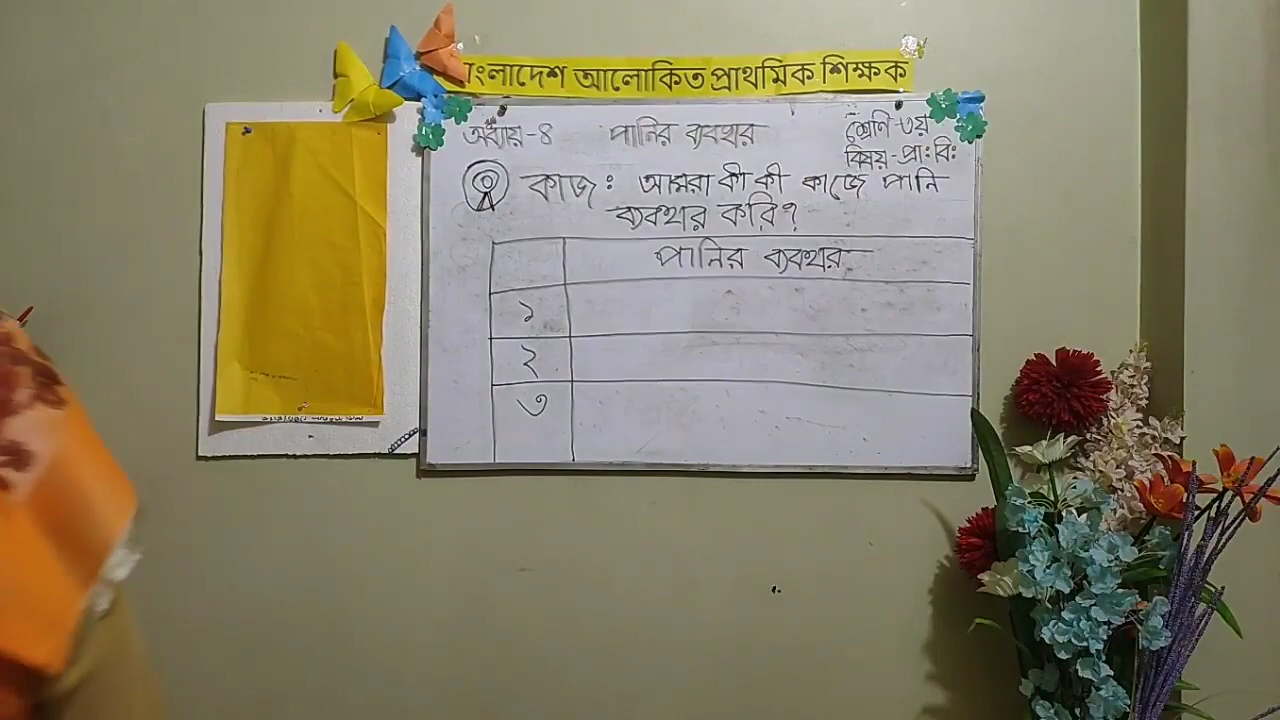 বাংলাদেশ আলোকিত প্রাথমিক শিক্ষক
অধ্যায়-৪ পানির ব্যবহার
শ্রেণি-৩য়
বিষয়-প্রা:বি:
কাজ: আমরা কী কী কাজে পানি
ব্যবহার করি?
পানির ব্যবহার
১
২
৩